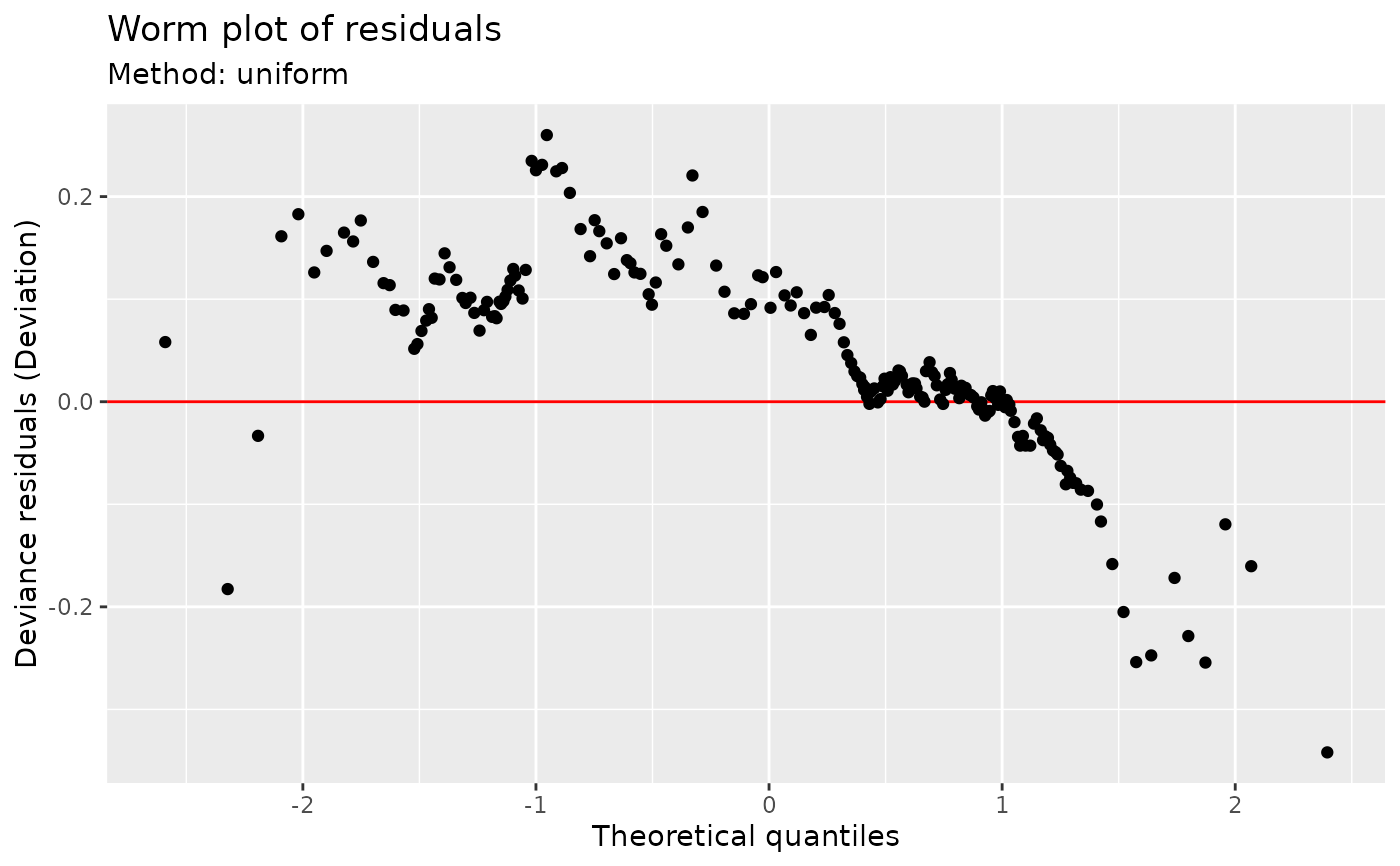 Worm plot of residuals
Method: uniform
Deviance residuals (Deviation)
0.2
0.0
-0.2
-2 -1 0 1 2
Theoretical quantiles